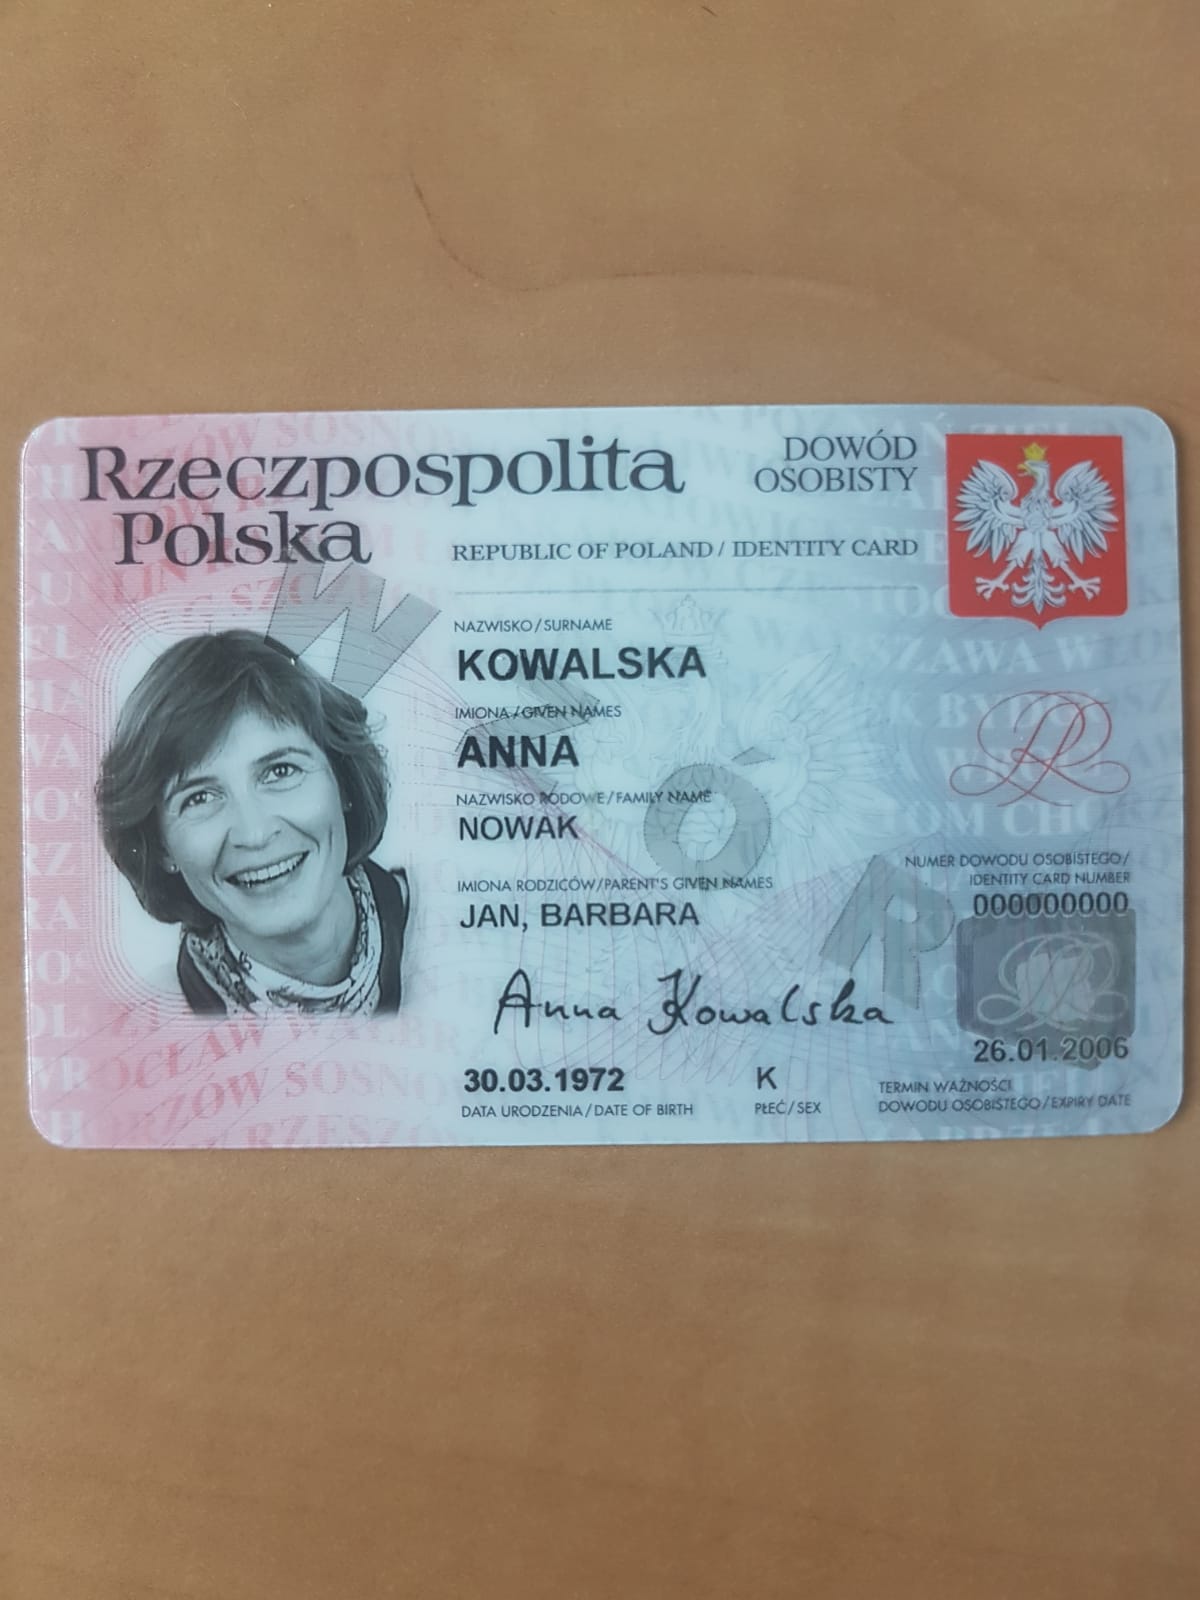 Rzeczpospolita
Polska
DOWÓD
OSOBISTY
REPUBLIC OF POLAND / IDENTITY CARD
NAZWISKO/SURNAME
KOWALSKA
IMIONA/GIVEN NAMES
ANNA
NAZWISKO RODOWE/FAMILY NAME
NOWAK
IMIONA RODZICÓW/PARENT'S GIVEN NAMES
JAN, BARBARA
NUMER DOWODU OSOBISTEGO/
IDENTITY CARD NUMBER
000000000
Anna Kowalska
26.01.2006
TERMIN WAŻNOŚCI
DOWODU OSOBISTEGO/EXPIRY DATE
30.03.1972
DATA URODZENIA/DATE OF BIRTH
K
PŁEĆ/SEX
WZÓR